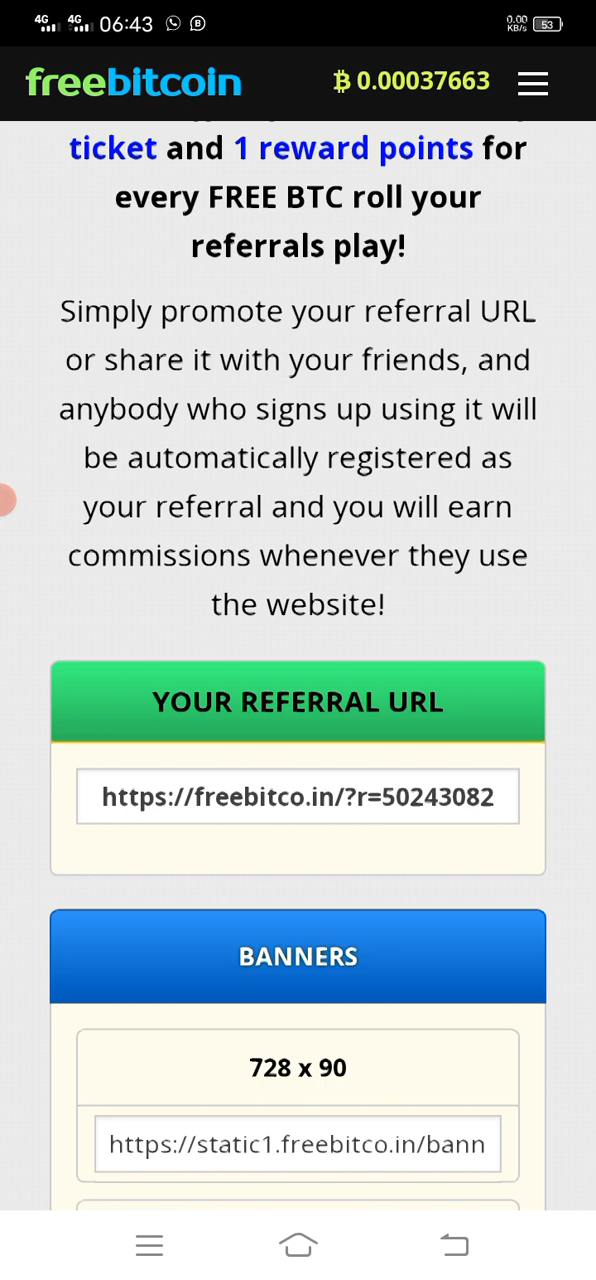 4G 4G 06:43 B 0.00 KB/s 53
freebitcoin ₿ 0.00037663
ticket and 1 reward points for
every FREE BTC roll your
referrals play!
Simply promote your referral URL
or share it with your friends, and
anybody who signs up using it will
be automatically registered as
your referral and you will earn
commissions whenever they use
the website!
YOUR REFERRAL URL
https://freebitco.in/?r=50243082
BANNERS
728 x 90
https://static1.freebitco.in/bann